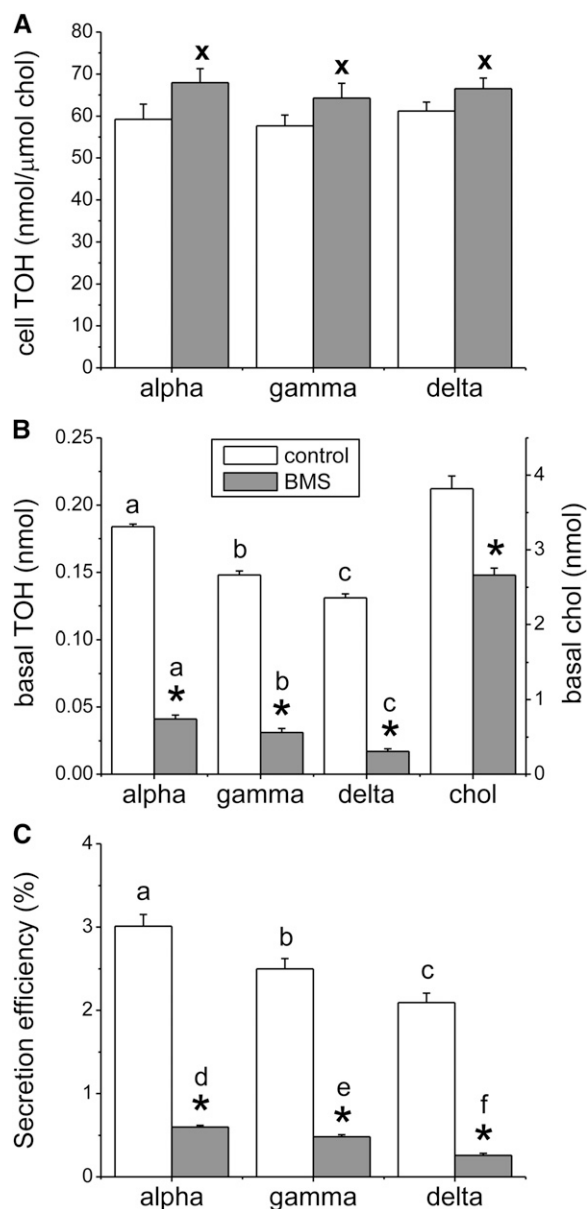 A
80
x
x
x
70
60
50
40
30
20
10
0
cell TOH (nmol/μmol chol)
alpha gamma delta
B
0.25
control
BMS
4
0.20
a
*
3
0.15
b
c
0.10
2
a
b
c
0.05
*
*
*
1
0.00
0
basal TOH (nmol)
basal chol (nmol)
alpha gamma delta chol
C
4
a
3
b
c
2
d
e
f
1
*
*
*
0
Secretion efficiency (%)
alpha gamma delta